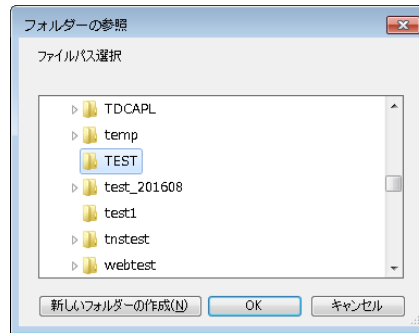 フォルダーの参照
ファイルパス選択
TDCAPL
temp
TEST
test_201608
test1
tnstest
webtest
新しいフォルダーの作成(N) OK キャンセル